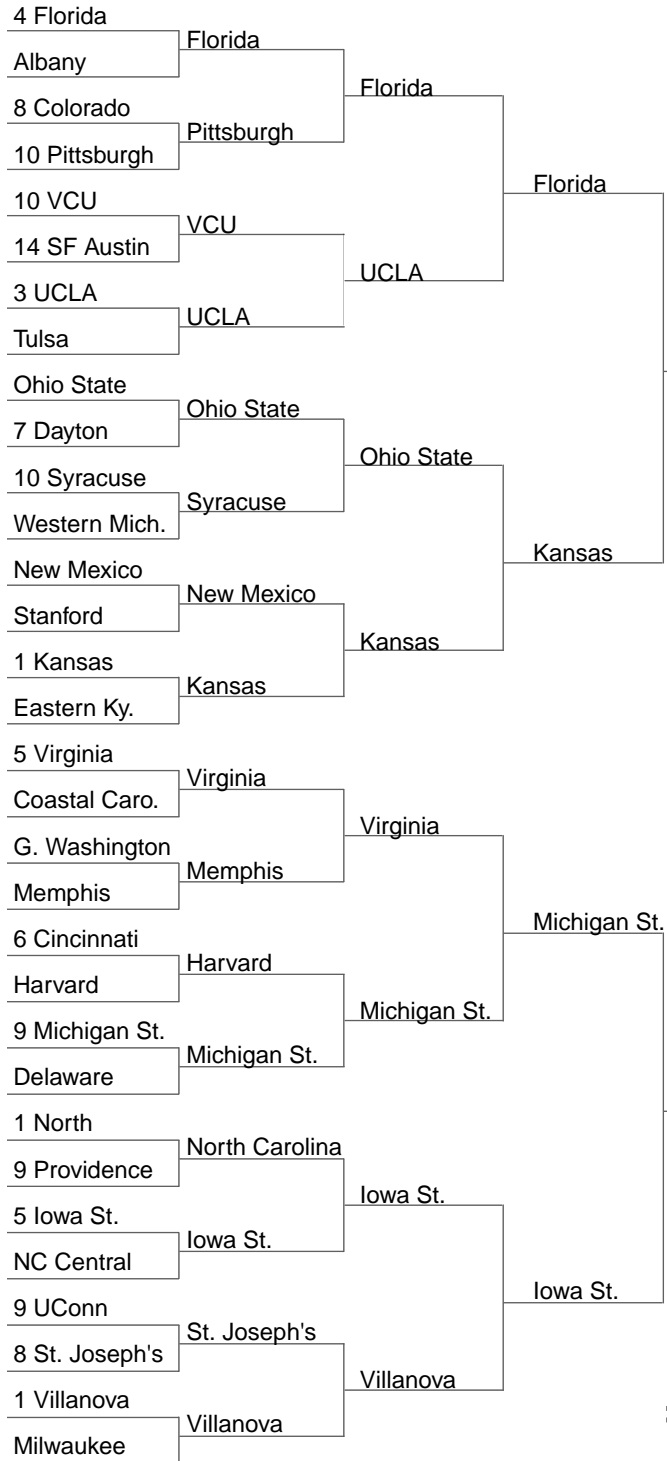 4 Florida
Albany
8 Colorado
10 Pittsburgh
10 VCU
14 SF Austin
3 UCLA
Tulsa
Ohio State
7 Dayton
10 Syracuse
Western Mich.
New Mexico
Stanford
1 Kansas
Eastern Ky.
5 Virginia
Coastal Caro.
G. Washington
Memphis
6 Cincinnati
Harvard
9 Michigan St.
Delaware
1 North
9 Providence
5 Iowa St.
NC Central
9 UConn
8 St. Joseph's
1 Villanova
Milwaukee
Florida
Pittsburgh
VCU
UCLA
Ohio State
Syracuse
New Mexico
Kansas
Virginia
Memphis
Harvard
Michigan St.
North Carolina
Iowa St.
St. Joseph's
Villanova
Florida
UCLA
Ohio State
Kansas
Virginia
Michigan St.
Iowa St.
Villanova
Florida
Kansas
Michigan St.
Iowa St.